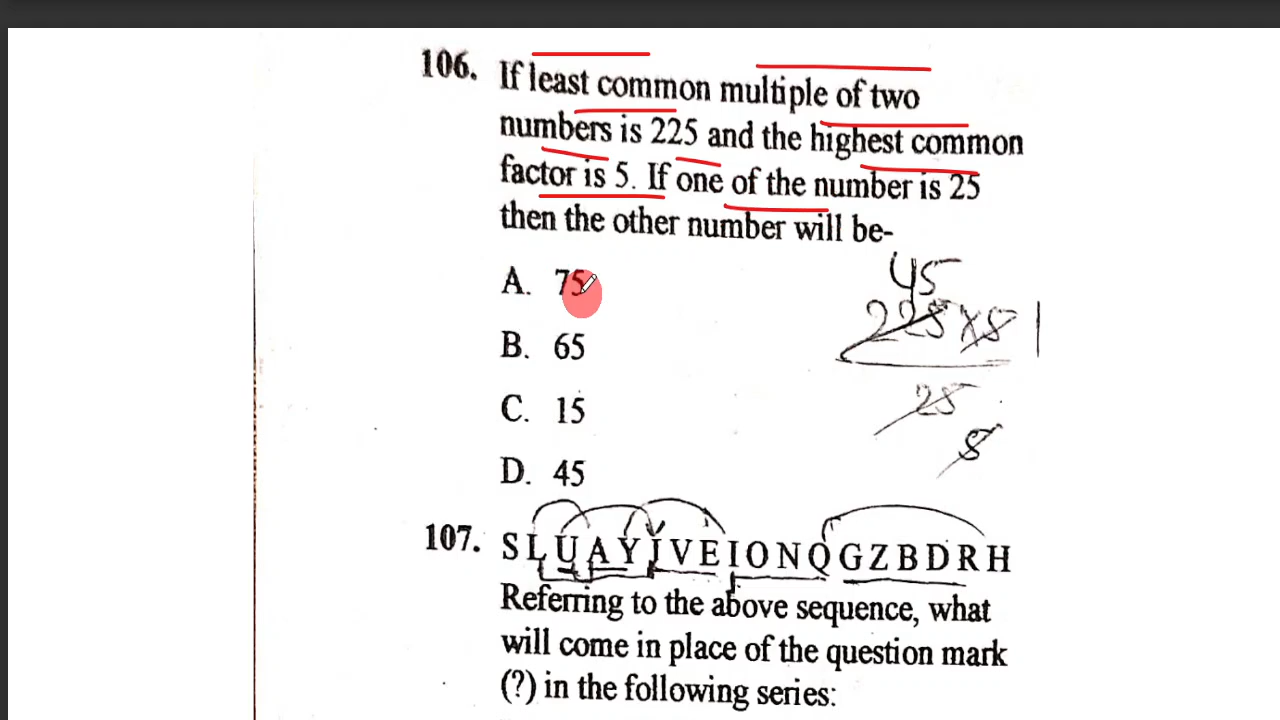 106. If least common multiple of two
numbers is 225 and the highest common
factor is 5. If one of the number is 25
then the other number will be-
A. 75
B. 65
C. 15
D. 45
45
225 x 5
25
5
107. S L U A Y J V E I O N Q G Z B D R H
Referring to the above sequence, what
will come in place of the question mark
(?) in the following series: